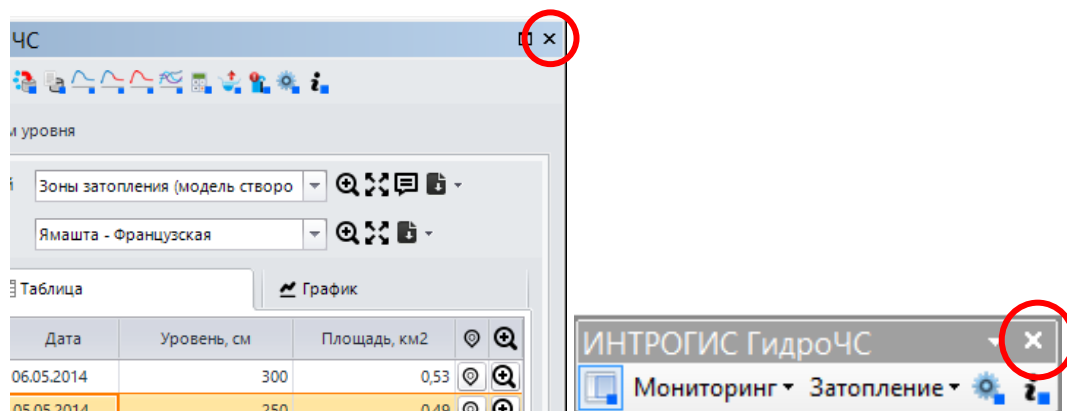 ЧС
м уровня
й
Зоны затопления (модель створо
Ямашта - Французская
Таблица
График
Дата Уровень, см Площадь, км2
06.05.2014 300 0,53
05.05.2014 250 0,49
ИНТРОГИС ГидроЧС
Мониторинг Затопление